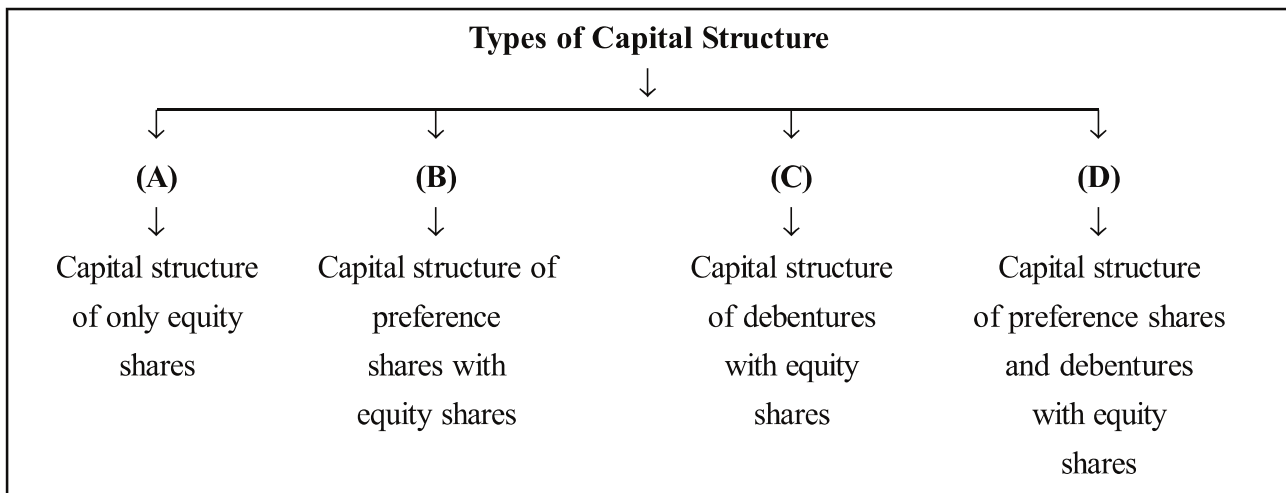 Types of Capital Structure
(A)
Capital structure
of only equity
shares
(B)
Capital structure of
preference
shares with
equity shares
(C)
Capital structure
of debentures
with equity
shares
(D)
Capital structure
of preference shares
and debentures
with equity
shares